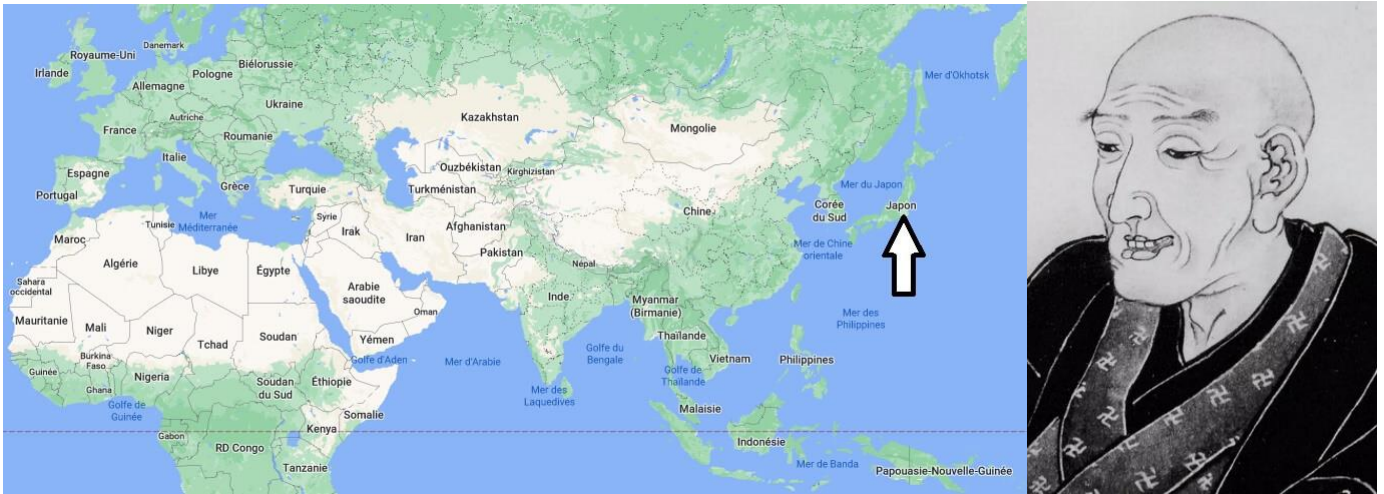 Mer d'Okhotsk
Royaume-Uni
Danemark
Irlande
Biélorussie
Pologne
Allemagne
Ukraine
Kazakhstan
Autriche
France
Mongolie
Roumanie
Italie
Ouzbékistan
Espagne
Kirghizistan
Grèce
Mer du Japon
Portugal
Turquie
Turkménistan
Corée
du Sud
Japon
Chine
Mer
Méditerranée
Syrie
Tunisie
Afghanistan
Maroc
Irak
Iran
Mer de Chine
orientale
Pakistan
Algérie
Libye
Égypte
Népal
Sahara
occidental
Arabie
saoudite
Inde
Oman
Myanmar
(Birmanie)
Mauritanie
Mali
Niger
Soudan
Mer des
Philippines
Tchad
Yémen
Thaïlande
Golfe du
Bengale
Burkina
Faso
Golfe d'Aden
Mer d'Arabie
Vietnam
Philippines
Guinée
Nigeria
Éthiopie
Golfe de
Thaïlande
Ghana
Soudan
du Sud
Mer des
Laquedives
Golfe de
Guinée
Somalie
Malaisie
Kenya
Gabon
Indonésie
RD Congo
Mer de Banda
Tanzanie
Papouasie-Nouvelle-Guinée